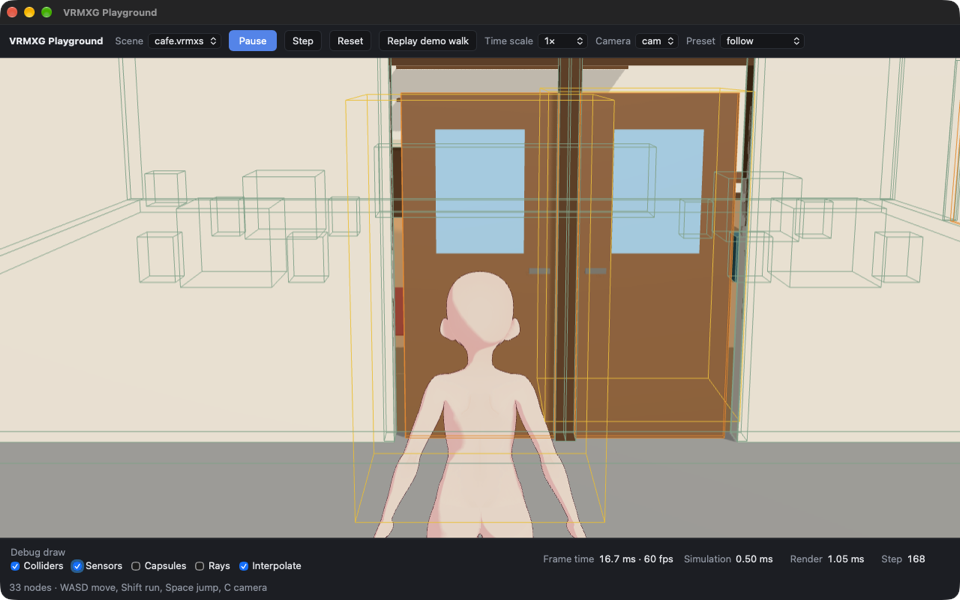 VRMXG Playground
VRMXG Playground Scene cafe.vrmxs Pause Step Reset Replay demo walk Time scale 1× Camera cam Preset follow
Debug draw
Colliders Sensors Capsules Rays Interpolate Frame time 16.7 ms · 60 fps Simulation 0.50 ms Render 1.05 ms Step 168
33 nodes · WASD move, Shift run, Space jump, C camera